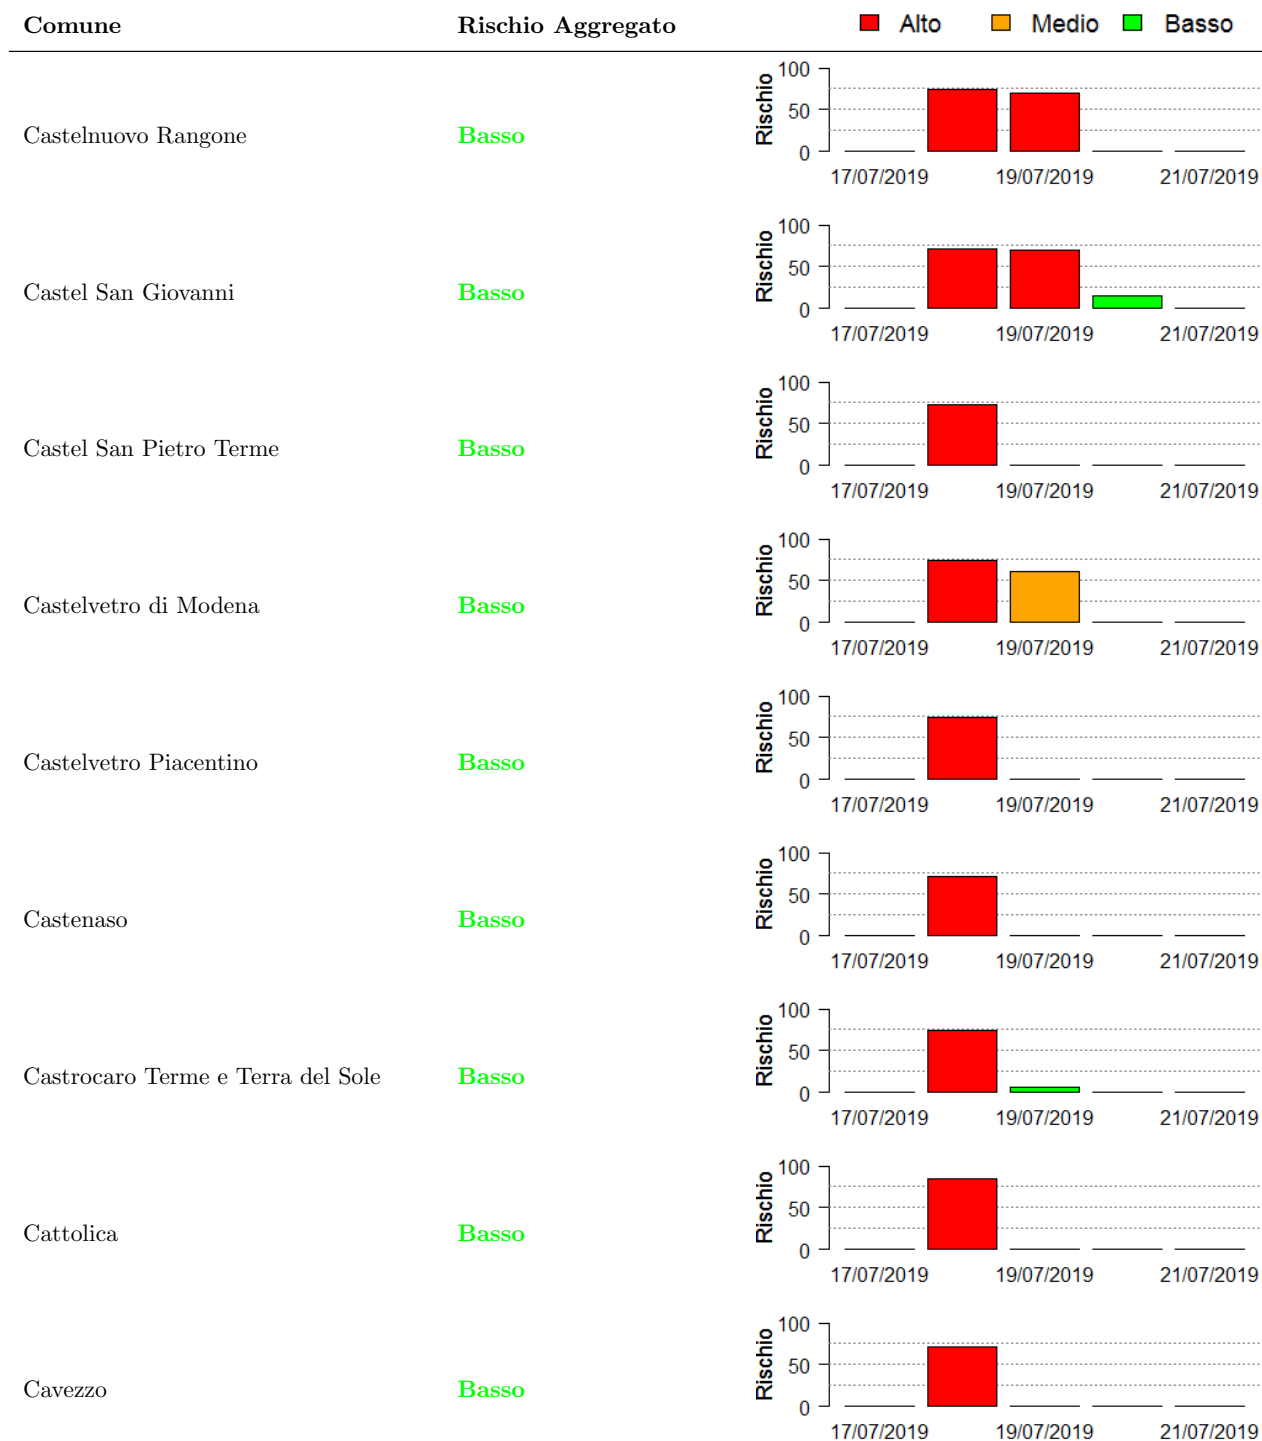 Comune Rischio Aggregato Alto Medio Basso
Castelnuovo Rangone Basso
Rischio
100
50
0
17/07/2019 19/07/2019 21/07/2019
Castel San Giovanni Basso
Rischio
100
50
0
17/07/2019 19/07/2019 21/07/2019
Castel San Pietro Terme Basso
Rischio
100
50
0
17/07/2019 19/07/2019 21/07/2019
Castelvetro di Modena Basso
Rischio
100
50
0
17/07/2019 19/07/2019 21/07/2019
Castelvetro Piacentino Basso
Rischio
100
50
0
17/07/2019 19/07/2019 21/07/2019
Castenaso Basso
Rischio
100
50
0
17/07/2019 19/07/2019 21/07/2019
Castrocaro Terme e Terra del Sole Basso
Rischio
100
50
0
17/07/2019 19/07/2019 21/07/2019
Cattolica Basso
Rischio
100
50
0
17/07/2019 19/07/2019 21/07/2019
Cavezzo Basso
Rischio
100
50
0
17/07/2019 19/07/2019 21/07/2019